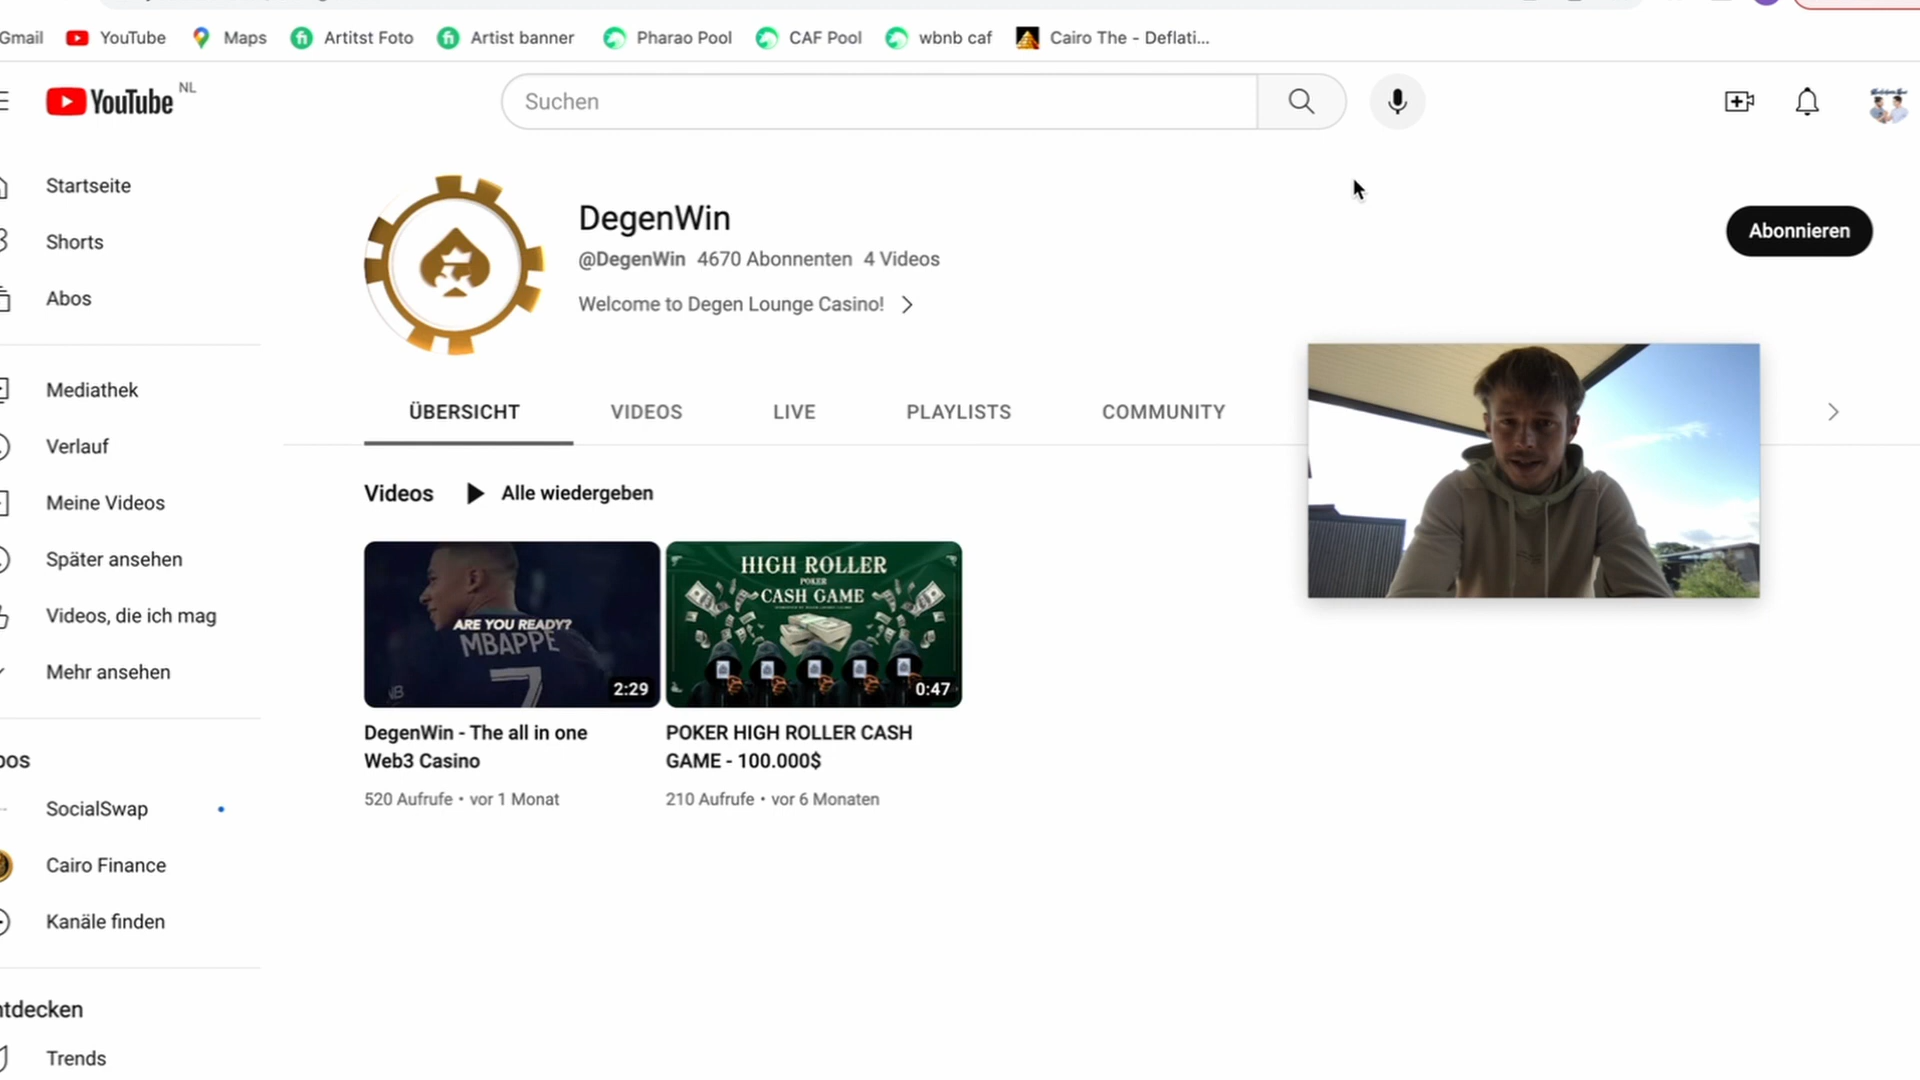 Gmail
YouTube
Maps
Artitst Foto
Artist banner
Pharao Pool
CAF Pool
wbnb caf
Cairo The - Deflati...
YouTube NL
Suchen
Startseite
Shorts
Abos
Mediathek
Verlauf
Meine Videos
Später ansehen
Videos, die ich mag
Mehr ansehen
SocialSwap
Cairo Finance
Kanäle finden
Trends
DegenWin
@DegenWin 4670 Abonnenten 4 Videos
Welcome to Degen Lounge Casino!
Abonnieren
ÜBERSICHT
VIDEOS
LIVE
PLAYLISTS
COMMUNITY
Videos
Alle wiedergeben
ARE YOU READY?
MBAPPE
7
2:29
DegenWin - The all in one
Web3 Casino
520 Aufrufe • vor 1 Monat
HIGH ROLLER
POKER
CASH GAME
0:47
POKER HIGH ROLLER CASH
GAME - 100.000$
210 Aufrufe • vor 6 Monaten